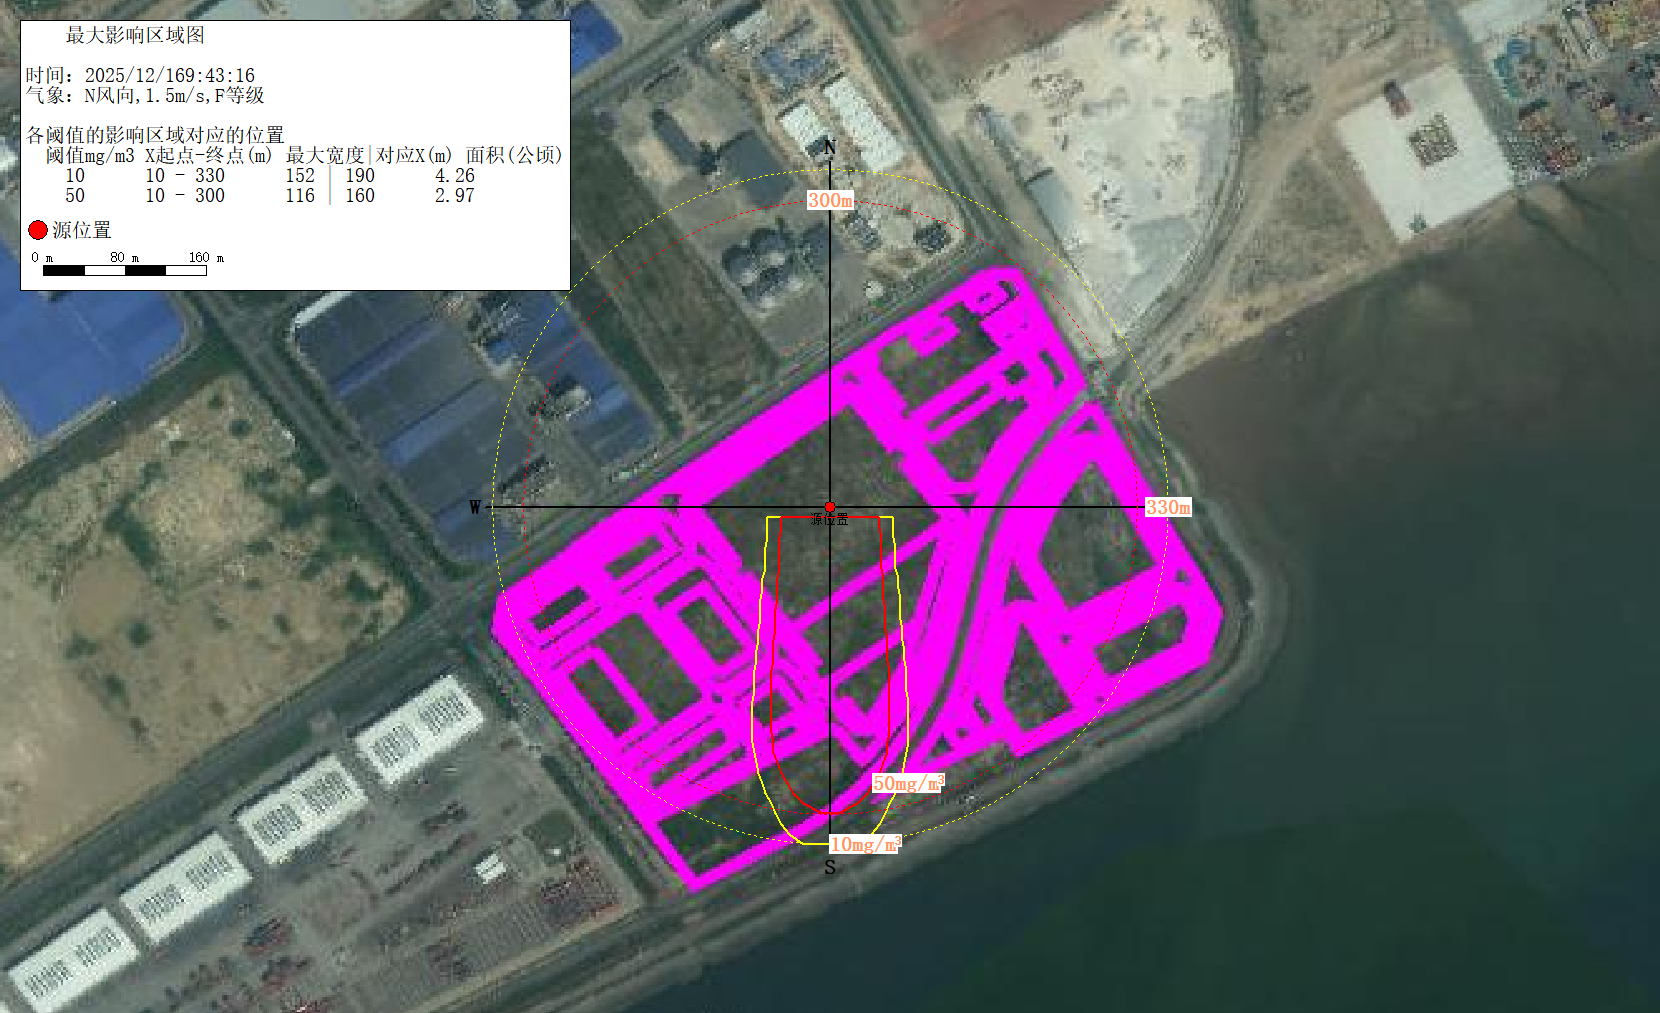 最大影响区域图
时间：2025/12/169:43:16
气象：N风向,1.5m/s,F等级
各阈值的影响区域对应的位置
阈值mg/m3 X起点-终点(m) 最大宽度|对应X(m) 面积(公顷)
10 10 - 330 152 | 190 4.26
50 10 - 300 116 | 160 2.97
源位置
0 m 80 m 160 m
N
300m
W
330m
源位置
50mg/m³
10mg/m³
S